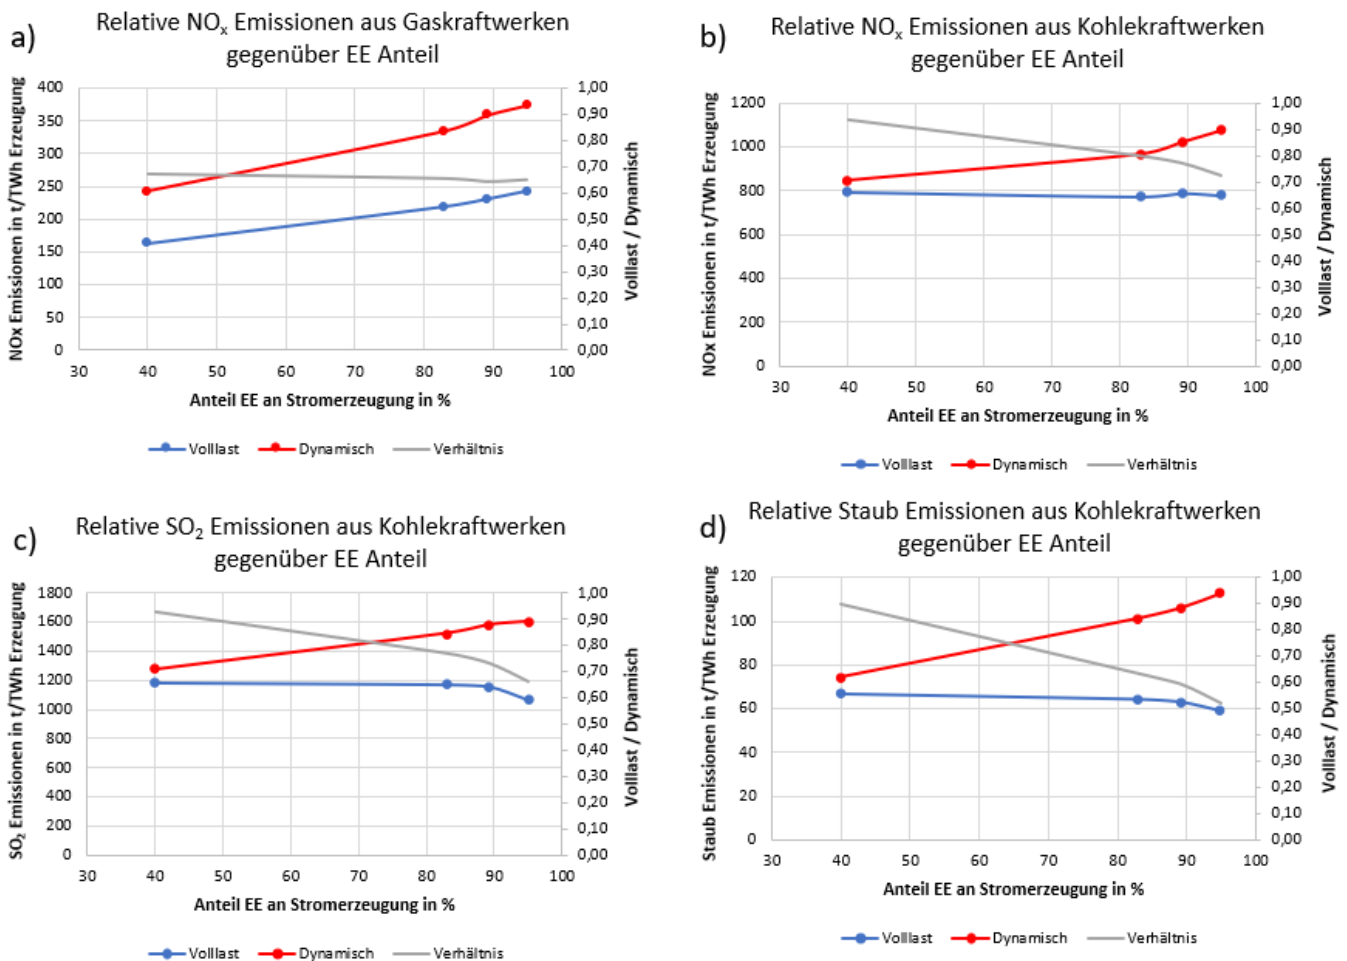 a)
Relative NOx Emissionen aus Gaskraftwerken
gegenüber EE Anteil
NOx Emissionen in t/TWh Erzeugung
400
350
300
250
200
150
100
50
0
1,00
0,90
0,80
0,70
0,60
0,50
0,40
0,30
0,20
0,10
0,00
Volllast / Dynamisch
30 40 50 60 70 80 90 100
Anteil EE an Stromerzeugung in %
Volllast Dynamisch Verhältnis
b)
Relative NOx Emissionen aus Kohlekraftwerken
gegenüber EE Anteil
NOx Emissionen in t/TWh Erzeugung
1200
1000
800
600
400
200
0
1,00
0,90
0,80
0,70
0,60
0,50
0,40
0,30
0,20
0,10
0,00
Volllast / Dynamisch
30 40 50 60 70 80 90 100
Anteil EE an Stromerzeugung in %
Volllast Dynamisch Verhältnis
c)
Relative SO2 Emissionen aus Kohlekraftwerken
gegenüber EE Anteil
SO2 Emissionen in t/TWh Erzeugung
1800
1600
1400
1200
1000
800
600
400
200
0
1,00
0,90
0,80
0,70
0,60
0,50
0,40
0,30
0,20
0,10
0,00
Volllast / Dynamisch
30 40 50 60 70 80 90 100
Anteil EE an Stromerzeugung in %
Volllast Dynamisch Verhältnis
d)
Relative Staub Emissionen aus Kohlekraftwerken
gegenüber EE Anteil
Staub Emissionen in t/TWh Erzeugung
120
100
80
60
40
20
0
1,00
0,90
0,80
0,70
0,60
0,50
0,40
0,30
0,20
0,10
0,00
Volllast / Dynamisch
30 40 50 60 70 80 90 100
Anteil EE an Stromerzeugung in %
Volllast Dynamisch Verhältnis